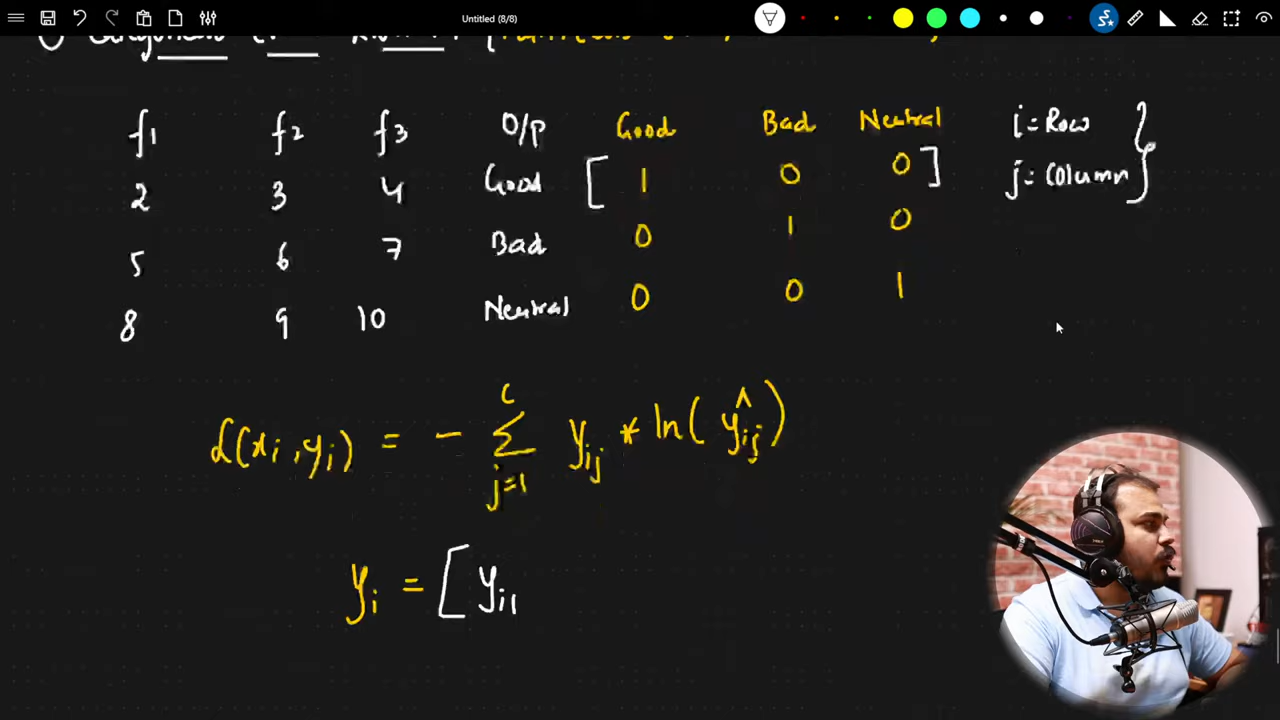 Untitled (8/8)
f1 f2 f3 O/P Good Bad Neutral i=Row
2 3 4 Good [ 1 0 0 ] j=Column
5 6 7 Bad 0 1 0
8 9 10 Neutral 0 0 1
L(xi, yi) = - C∑j=1 yij * ln(ŷij)
yi = [ yi1